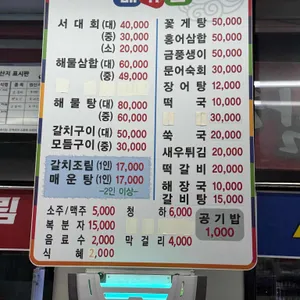 서대회 (대) 40,000
(중) 30,000
(소) 20,000
해물삼합 (대) 60,000
(중) 49,000
해물탕 (대) 80,000
(중) 60,000
갈치구이 (대) 50,000
모듬구이 (중) 30,000
갈치조림 (1인) 17,000
매운탕 (1인) 17,000
-2인 이상-
꽃게탕 50,000
홍어삼합 50,000
금풍생이 50,000
문어숙회 30,000
장어탕 12,000
떡국 10,000
30,000
쑥국 20,000
새우튀김 20,000
떡갈비 20,000
해장국 10,000
갈비탕 15,000
소주/맥주 5,000
복분자 15,000
음료수 2,000
식혜 2,000
청하 6,000
막걸리 4,000
공기밥
1,000